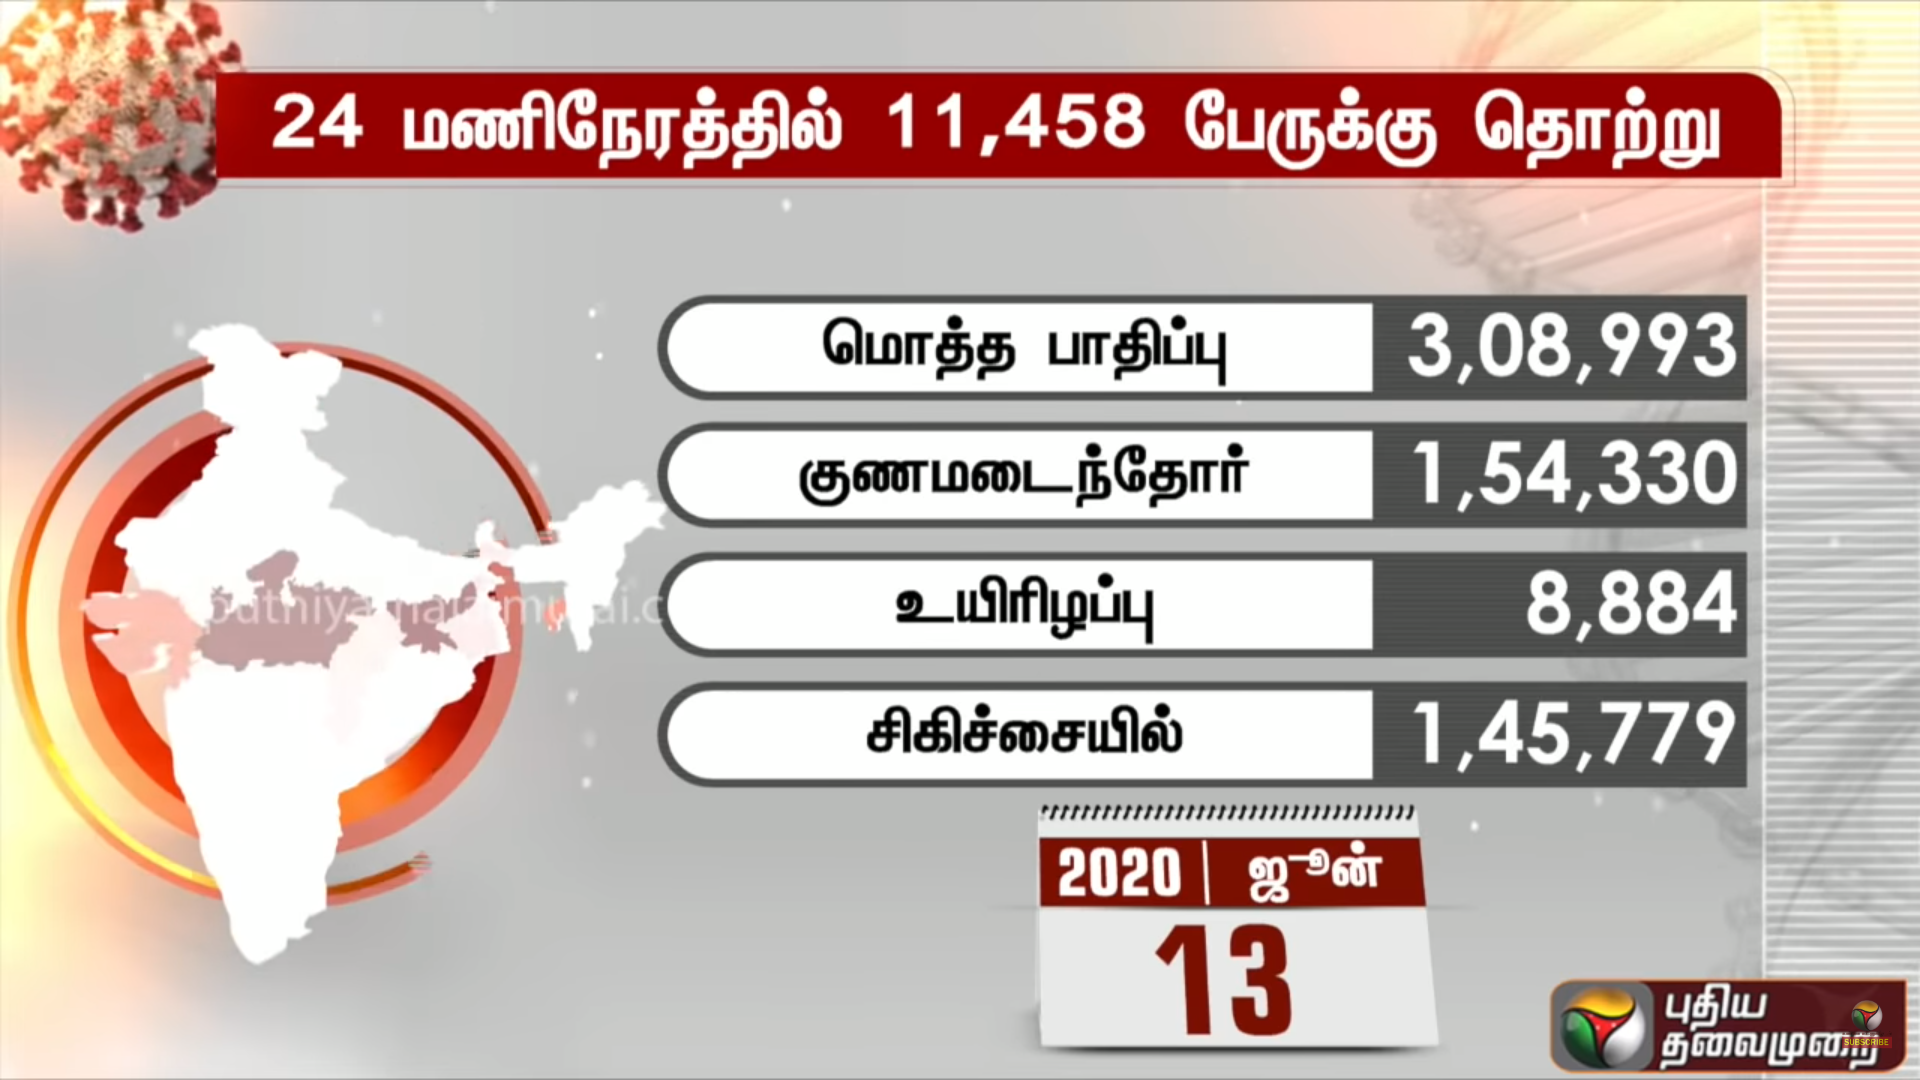 24 மணிநேரத்தில் 11,458 பேருக்கு தொற்று
மொத்த பாதிப்பு 3,08,993
குணமடைந்தோர் 1,54,330
உயிரிழப்பு 8,884
சிகிச்சையில் 1,45,779
2020 ஜூன்
13
புதிய
தலைமுறை
SUBSCRIBE